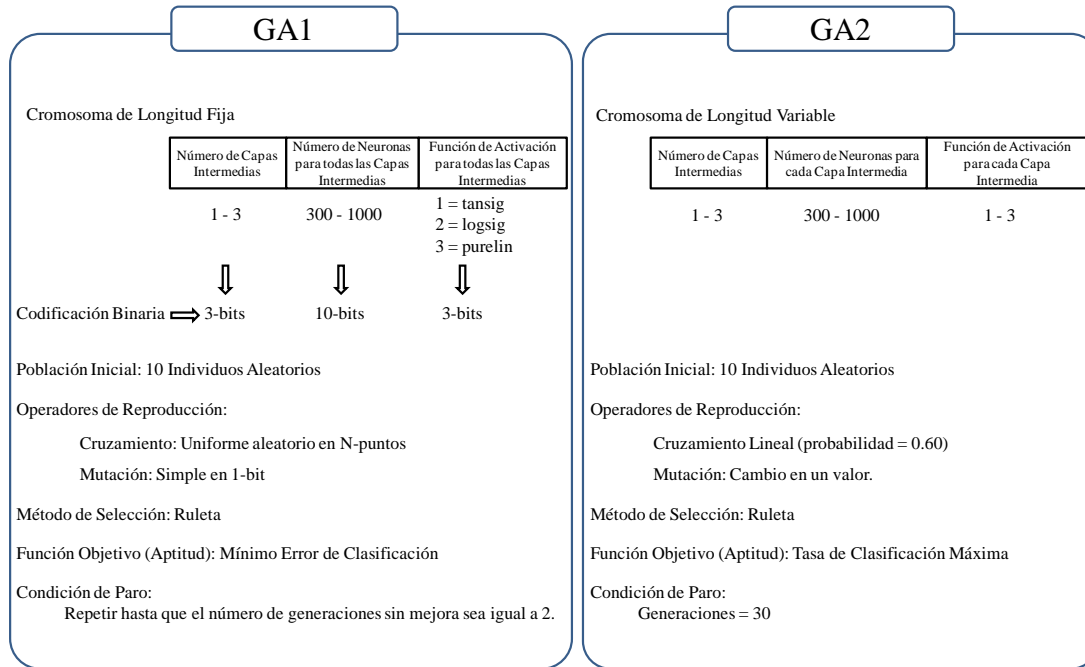 GA1
Cromosoma de Longitud Fija
Número de Capas
Intermedias
Número de Neuronas
para todas las Capas
Intermedias
Función de Activación
para todas las Capas
Intermedias
1 - 3
300 - 1000
1 = tansig
2 = logsig
3 = purelin
Codificación Binaria
3-bits
10-bits
3-bits
Población Inicial: 10 Individuos Aleatorios
Operadores de Reproducción:
Cruzamiento: Uniforme aleatorio en N-puntos
Mutación: Simple en 1-bit
Método de Selección: Ruleta
Función Objetivo (Aptitud): Mínimo Error de Clasificación
Condición de Paro:
Repetir hasta que el número de generaciones sin mejora sea igual a 2.
GA2
Cromosoma de Longitud Variable
Número de Capas
Intermedias
Número de Neuronas para
cada Capa Intermedia
Función de Activación
para cada Capa
Intermedia
1 - 3
300 - 1000
1 - 3
Población Inicial: 10 Individuos Aleatorios
Operadores de Reproducción:
Cruzamiento Lineal (probabilidad = 0.60)
Mutación: Cambio en un valor.
Método de Selección: Ruleta
Función Objetivo (Aptitud): Tasa de Clasificación Máxima
Condición de Paro:
Generaciones = 30